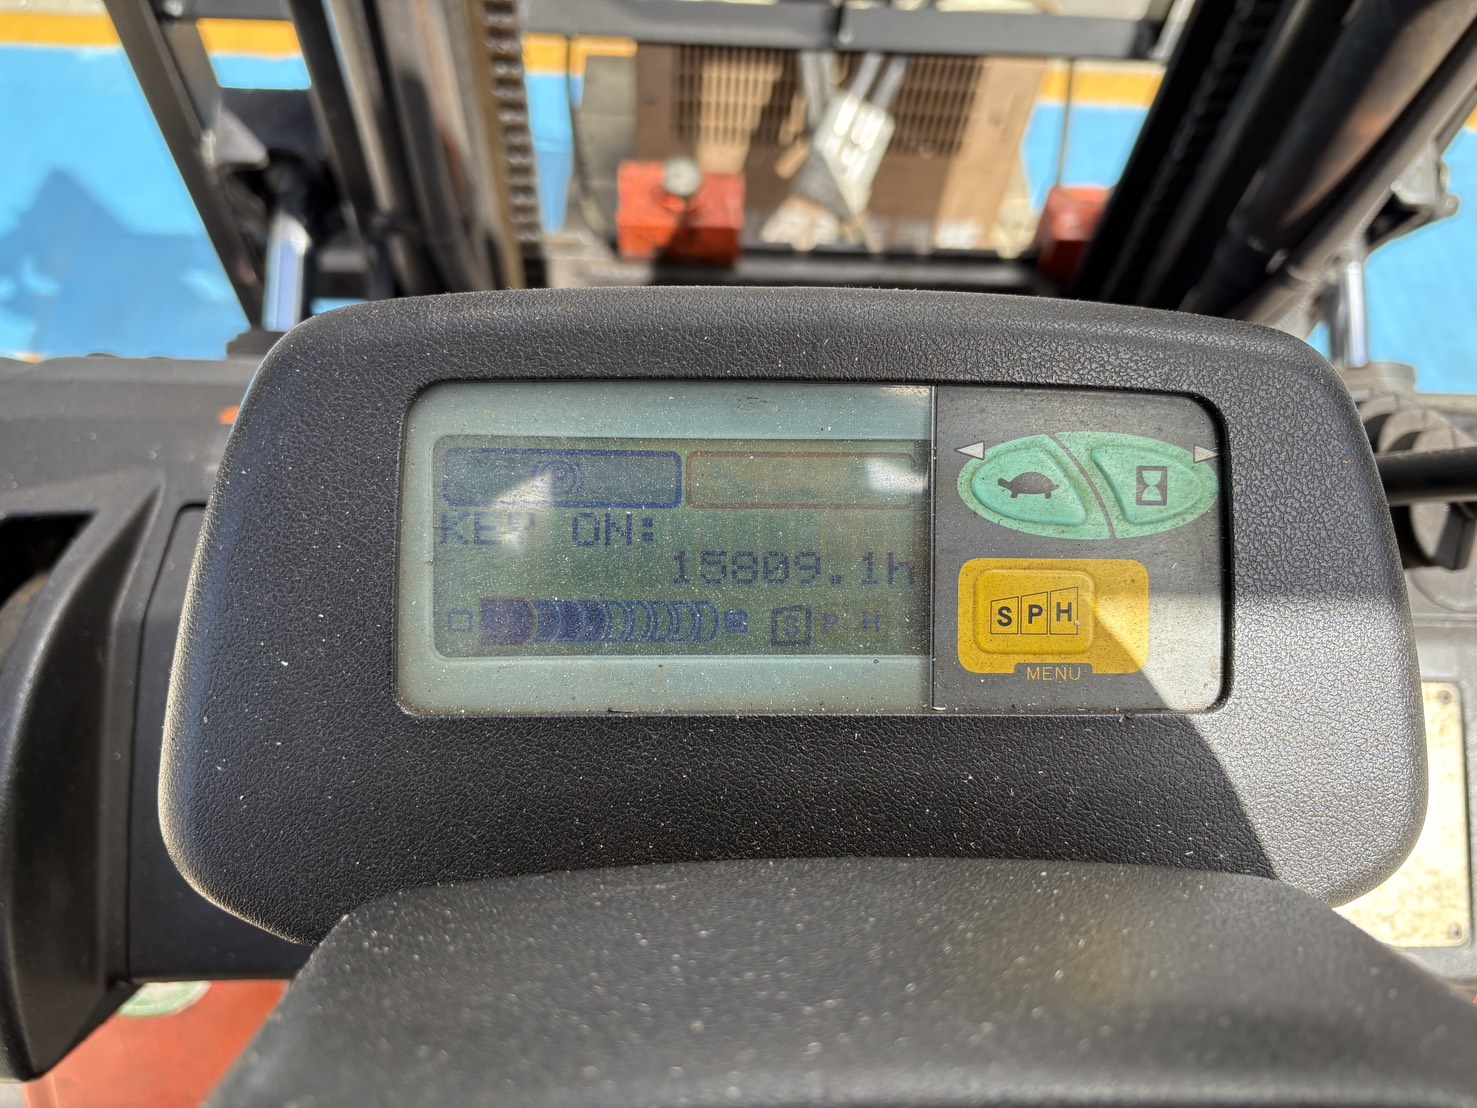 KEY ON:
15809.1h
S P H
S P H
MENU